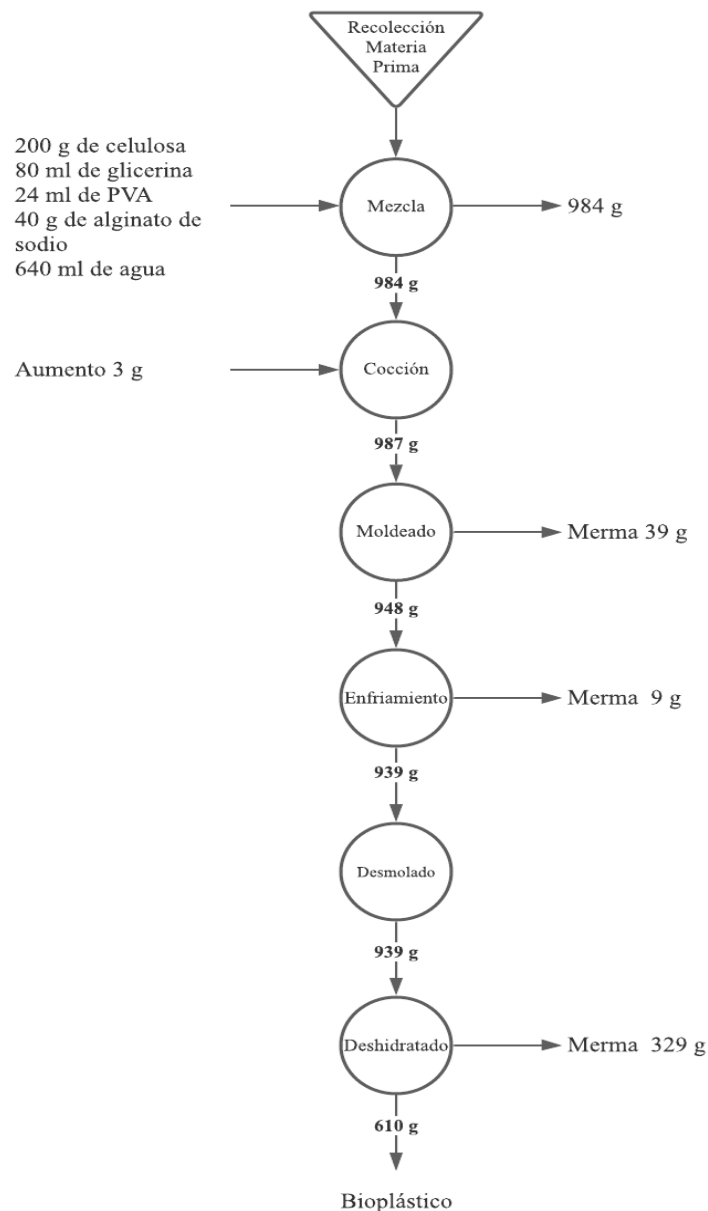 Recolección
Materia
Prima
200 g de celulosa
80 ml de glicerina
24 ml de PVA
40 g de alginato de
sodio
640 ml de agua
Mezcla
984 g
984 g
Aumento 3 g
Cocción
987 g
Moldeado
Merma 39 g
948 g
Enfriamiento
Merma 9 g
939 g
Desmolado
939 g
Deshidratado
Merma 329 g
610 g
Bioplástico